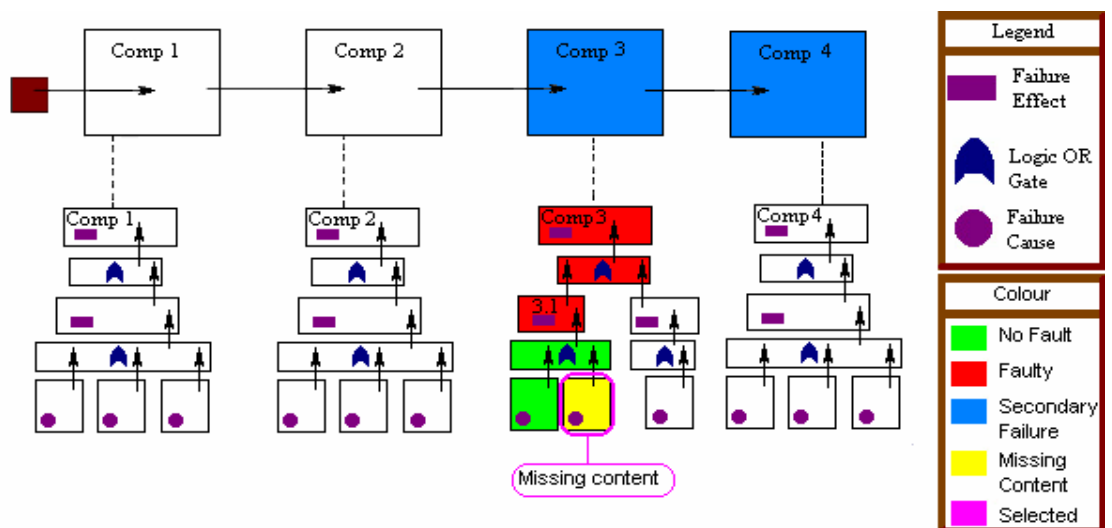 Comp 1
Comp 2
Comp 3
Comp 4
Comp 1
Comp 2
Comp 3
Comp 4
3.1
Missing content
Legend
Failure
Effect
Logic OR
Gate
Failure
Cause
Colour
No Fault
Faulty
Secondary
Failure
Missing
Content
Selected